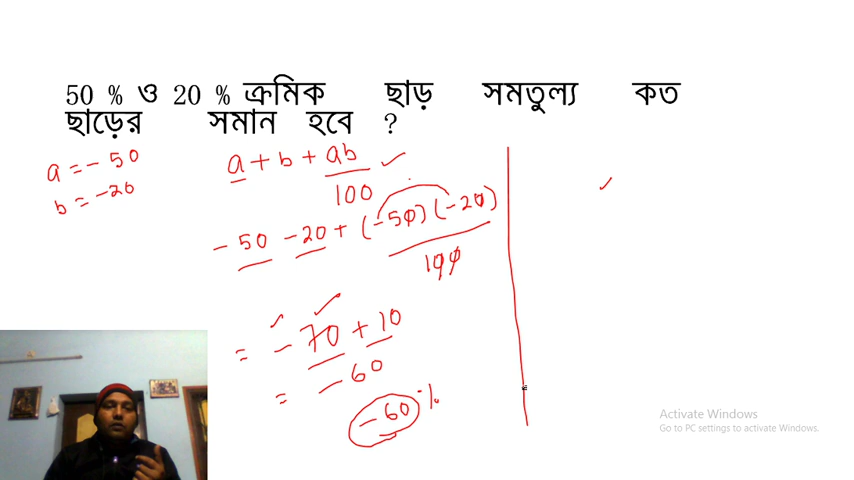 50 % ও 20 % ক্রমিক ছাড় সমতুল্য কত
ছাড়ের সমান হবে ?
a = - 50
b = -20
a + b + ab/100
- 50 - 20 + (-50)(-20)/100
= - 70 + 10
= - 60
-60 %
Activate Windows
Go to PC settings to activate Windows.